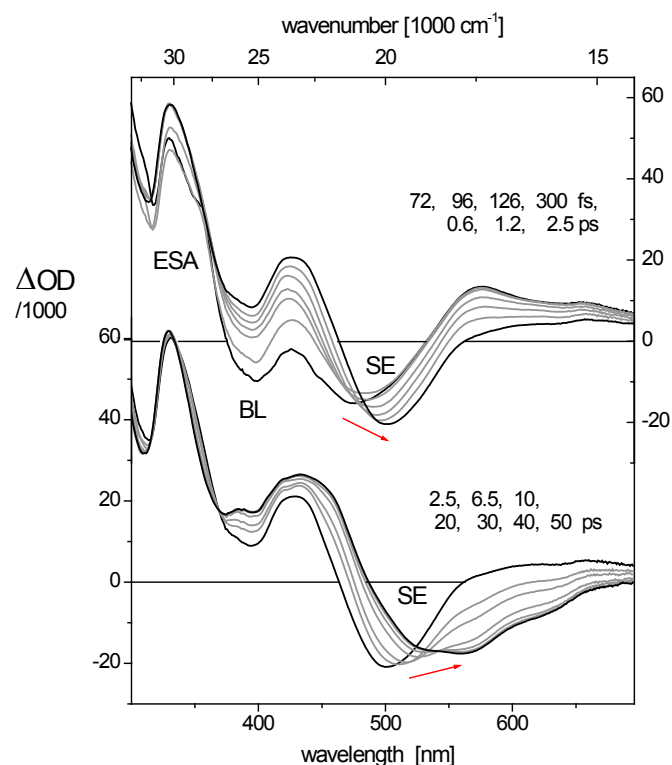 wavenumber [1000 cm⁻¹]
30 25 20 15
60
40
20
0
-20
72, 96, 126, 300 fs,
0.6, 1.2, 2.5 ps
ESA
ΔOD
/1000
SE
BL
60
40
20
0
-20
2.5, 6.5, 10,
20, 30, 40, 50 ps
SE
400 500 600
wavelength [nm]